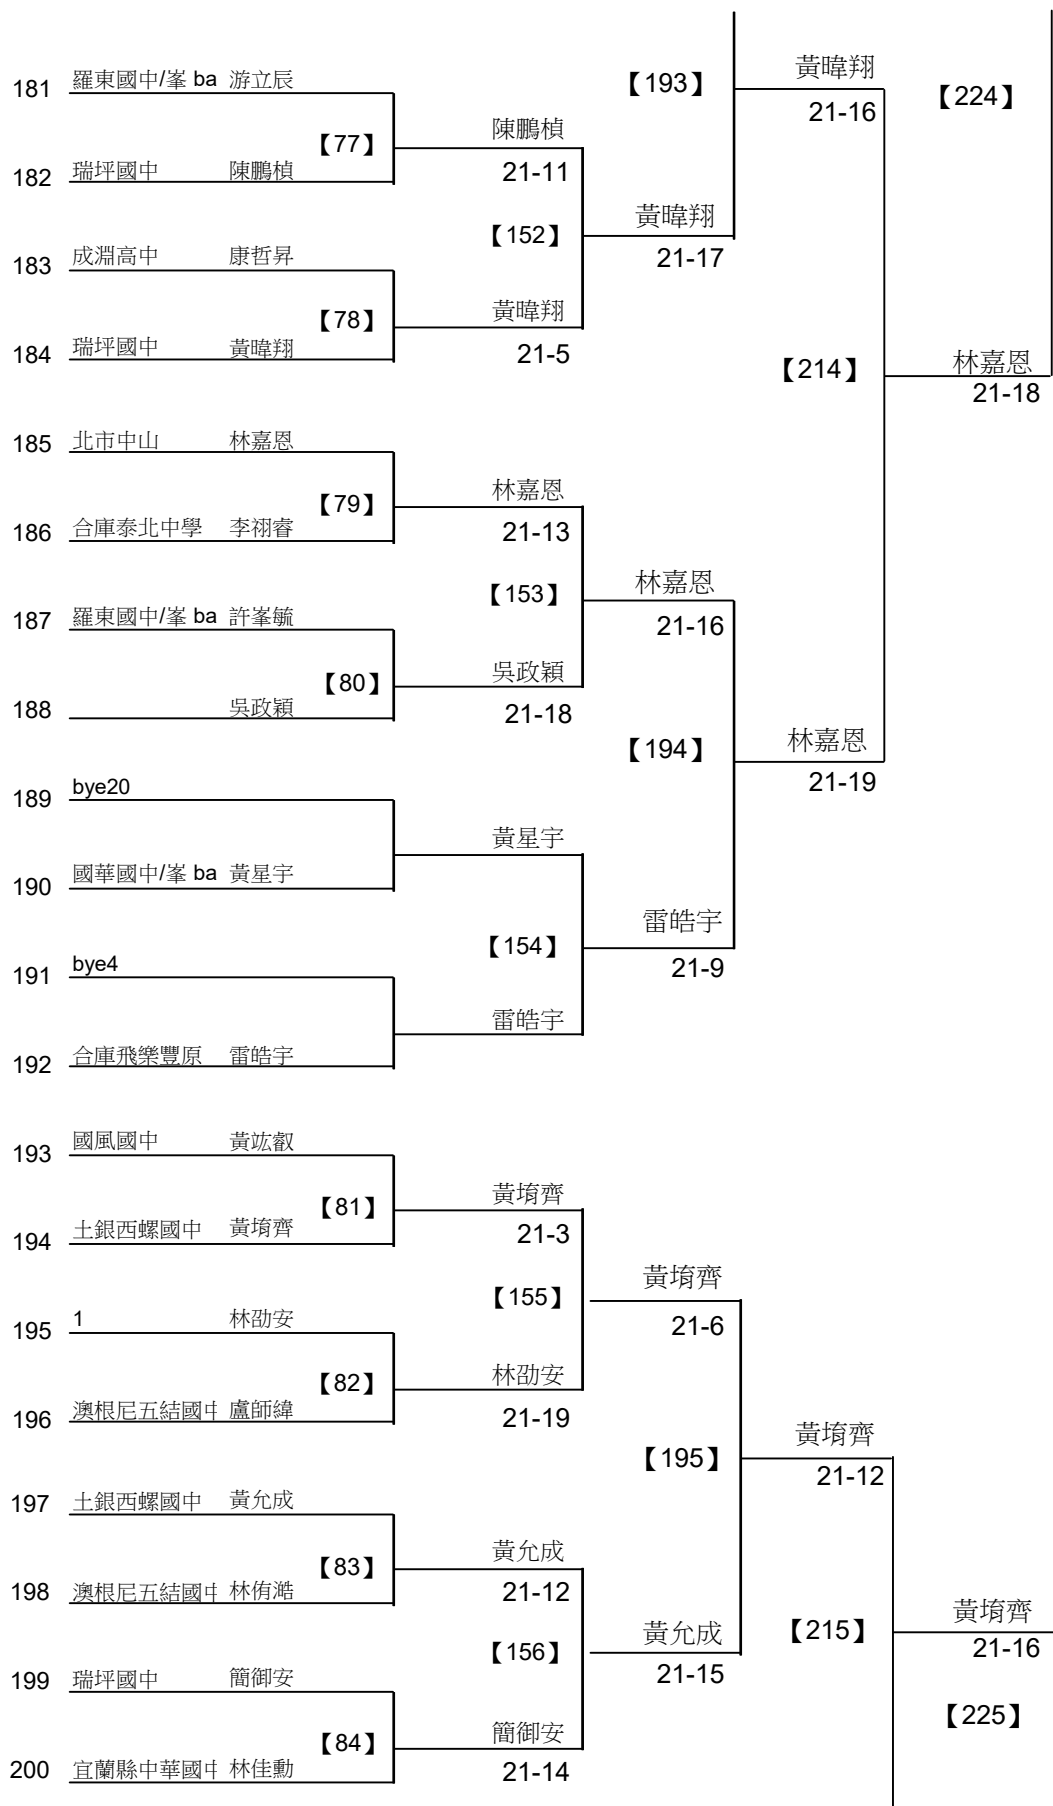 【193】 黃暐翔
181 羅東國中/峯 ba 游立辰 21-16 【224】
【77】 陳鵬楨
182 瑞坪國中 陳鵬楨 21-11
【152】 黃暐翔
183 成淵高中 康哲昇 21-17
【78】 黃暐翔
184 瑞坪國中 黃暐翔 21-5
【214】 林嘉恩
21-18
185 北市中山 林嘉恩
【79】 林嘉恩
186 合庫泰北中學 李祤睿 21-13
【153】 林嘉恩
187 羅東國中/峯 ba 許峯毓 21-16
【80】 吳政穎
188 吳政穎 21-18
【194】 林嘉恩
189 bye20 21-19
黃星宇
190 國華國中/峯 ba 黃星宇
【154】 雷皓宇
191 bye4 21-9
雷皓宇
192 合庫飛樂豐原 雷皓宇
193 國風國中 黃竑叡
【81】 黃堉齊
194 土銀西螺國中 黃堉齊 21-3
【155】 黃堉齊
195 1 林劭安 21-6
【82】 林劭安
196 澳根尼五結國中 盧師緯 21-19
【195】 黃堉齊
21-12
197 土銀西螺國中 黃允成
【83】 黃允成
198 澳根尼五結國中 林侑澔 21-12
【156】 黃允成 【215】 黃堉齊
199 瑞坪國中 簡御安 21-15 21-16
【84】 簡御安 【225】
200 宜蘭縣中華國中 林佳勳 21-14